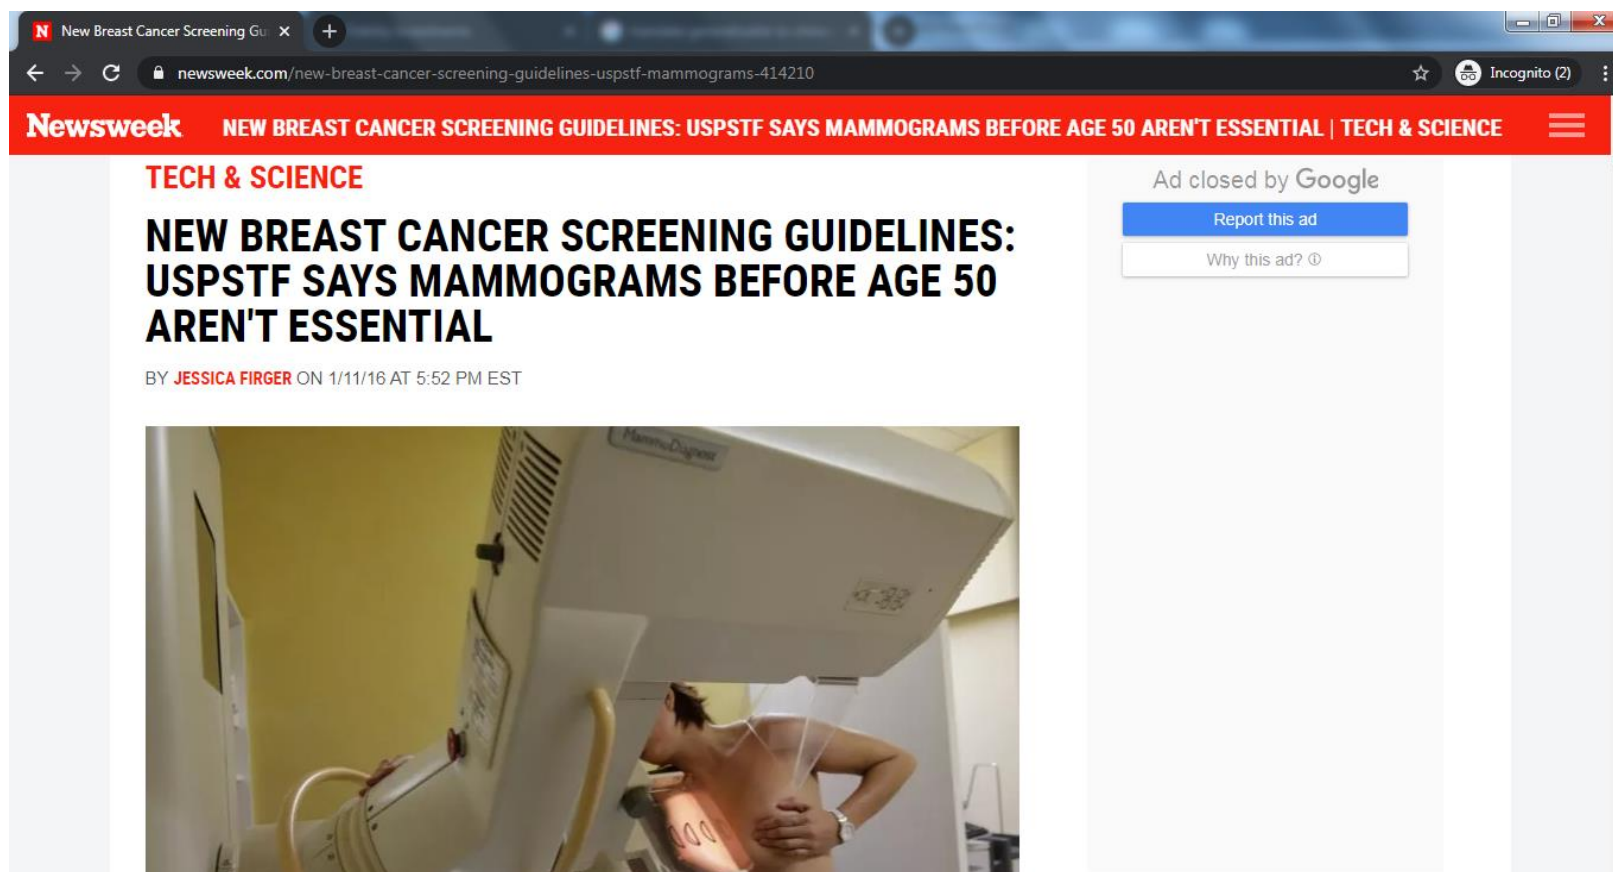 New Breast Cancer Screening Gu
newsweek.com/new-breast-cancer-screening-guidelines-uspstf-mammograms-414210
Incognito (2)
Newsweek NEW BREAST CANCER SCREENING GUIDELINES: USPSTF SAYS MAMMOGRAMS BEFORE AGE 50 AREN'T ESSENTIAL | TECH & SCIENCE
TECH & SCIENCE
NEW BREAST CANCER SCREENING GUIDELINES:
USPSTF SAYS MAMMOGRAMS BEFORE AGE 50
AREN'T ESSENTIAL
BY JESSICA FIRGER ON 1/11/16 AT 5:52 PM EST
Ad closed by Google
Report this ad
Why this ad?
MammoDiagnost